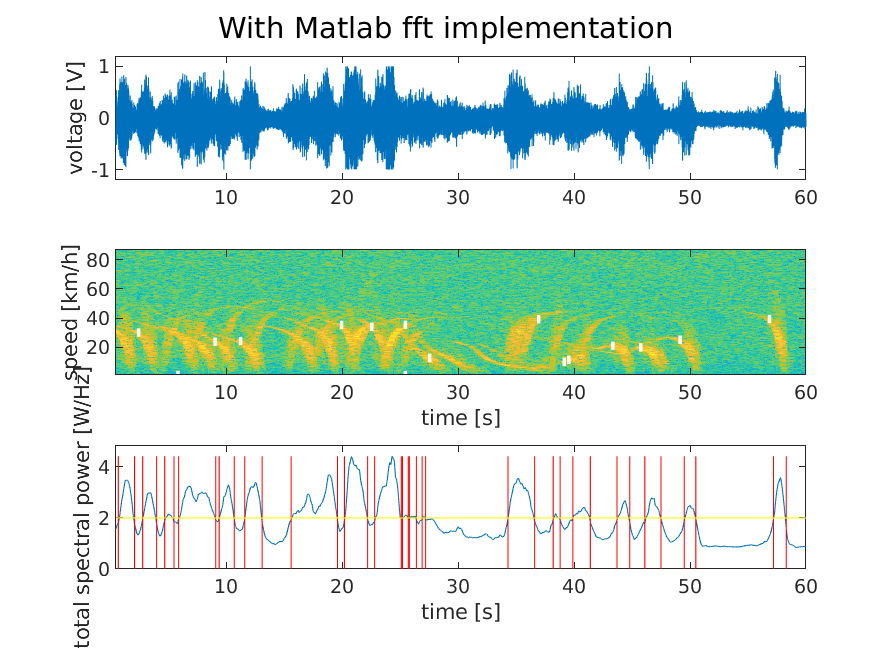 With Matlab fft implementation
voltage [V]
1
0
-1
10 20 30 40 50 60
speed [km/h]
80
60
40
20
10 20 30 40 50 60
time [s]
total spectral power [W/Hz]
4
2
0
10 20 30 40 50 60
time [s]